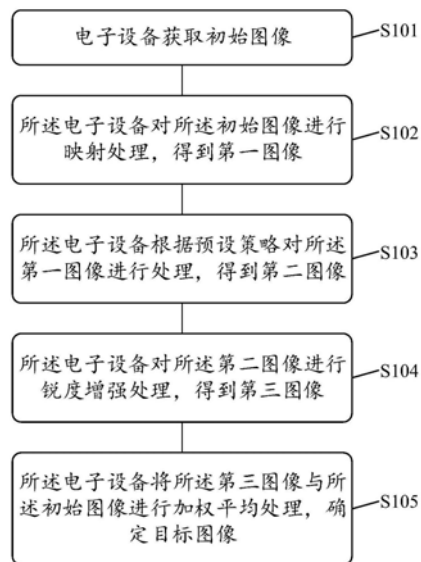 电子设备获取初始图像
S101
所述电子设备对所述初始图像进行
映射处理，得到第一图像
S102
所述电子设备根据预设策略对所述
第一图像进行处理，得到第二图像
S103
所述电子设备对所述第二图像进行
锐度增强处理，得到第三图像
S104
所述电子设备将所述第三图像与所
述初始图像进行加权平均处理，确
定目标图像
S105